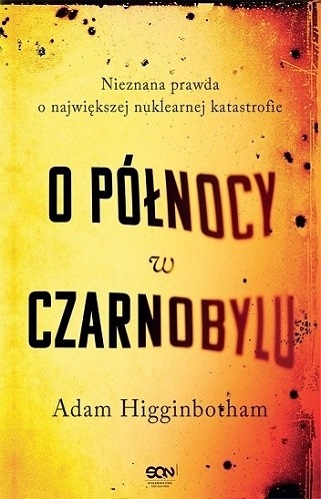 Nieznana prawda
o największej nuklearnej katastrofie
O PÓŁNOCY
w
CZARNOBYLU
Adam Higginbotham
SQN